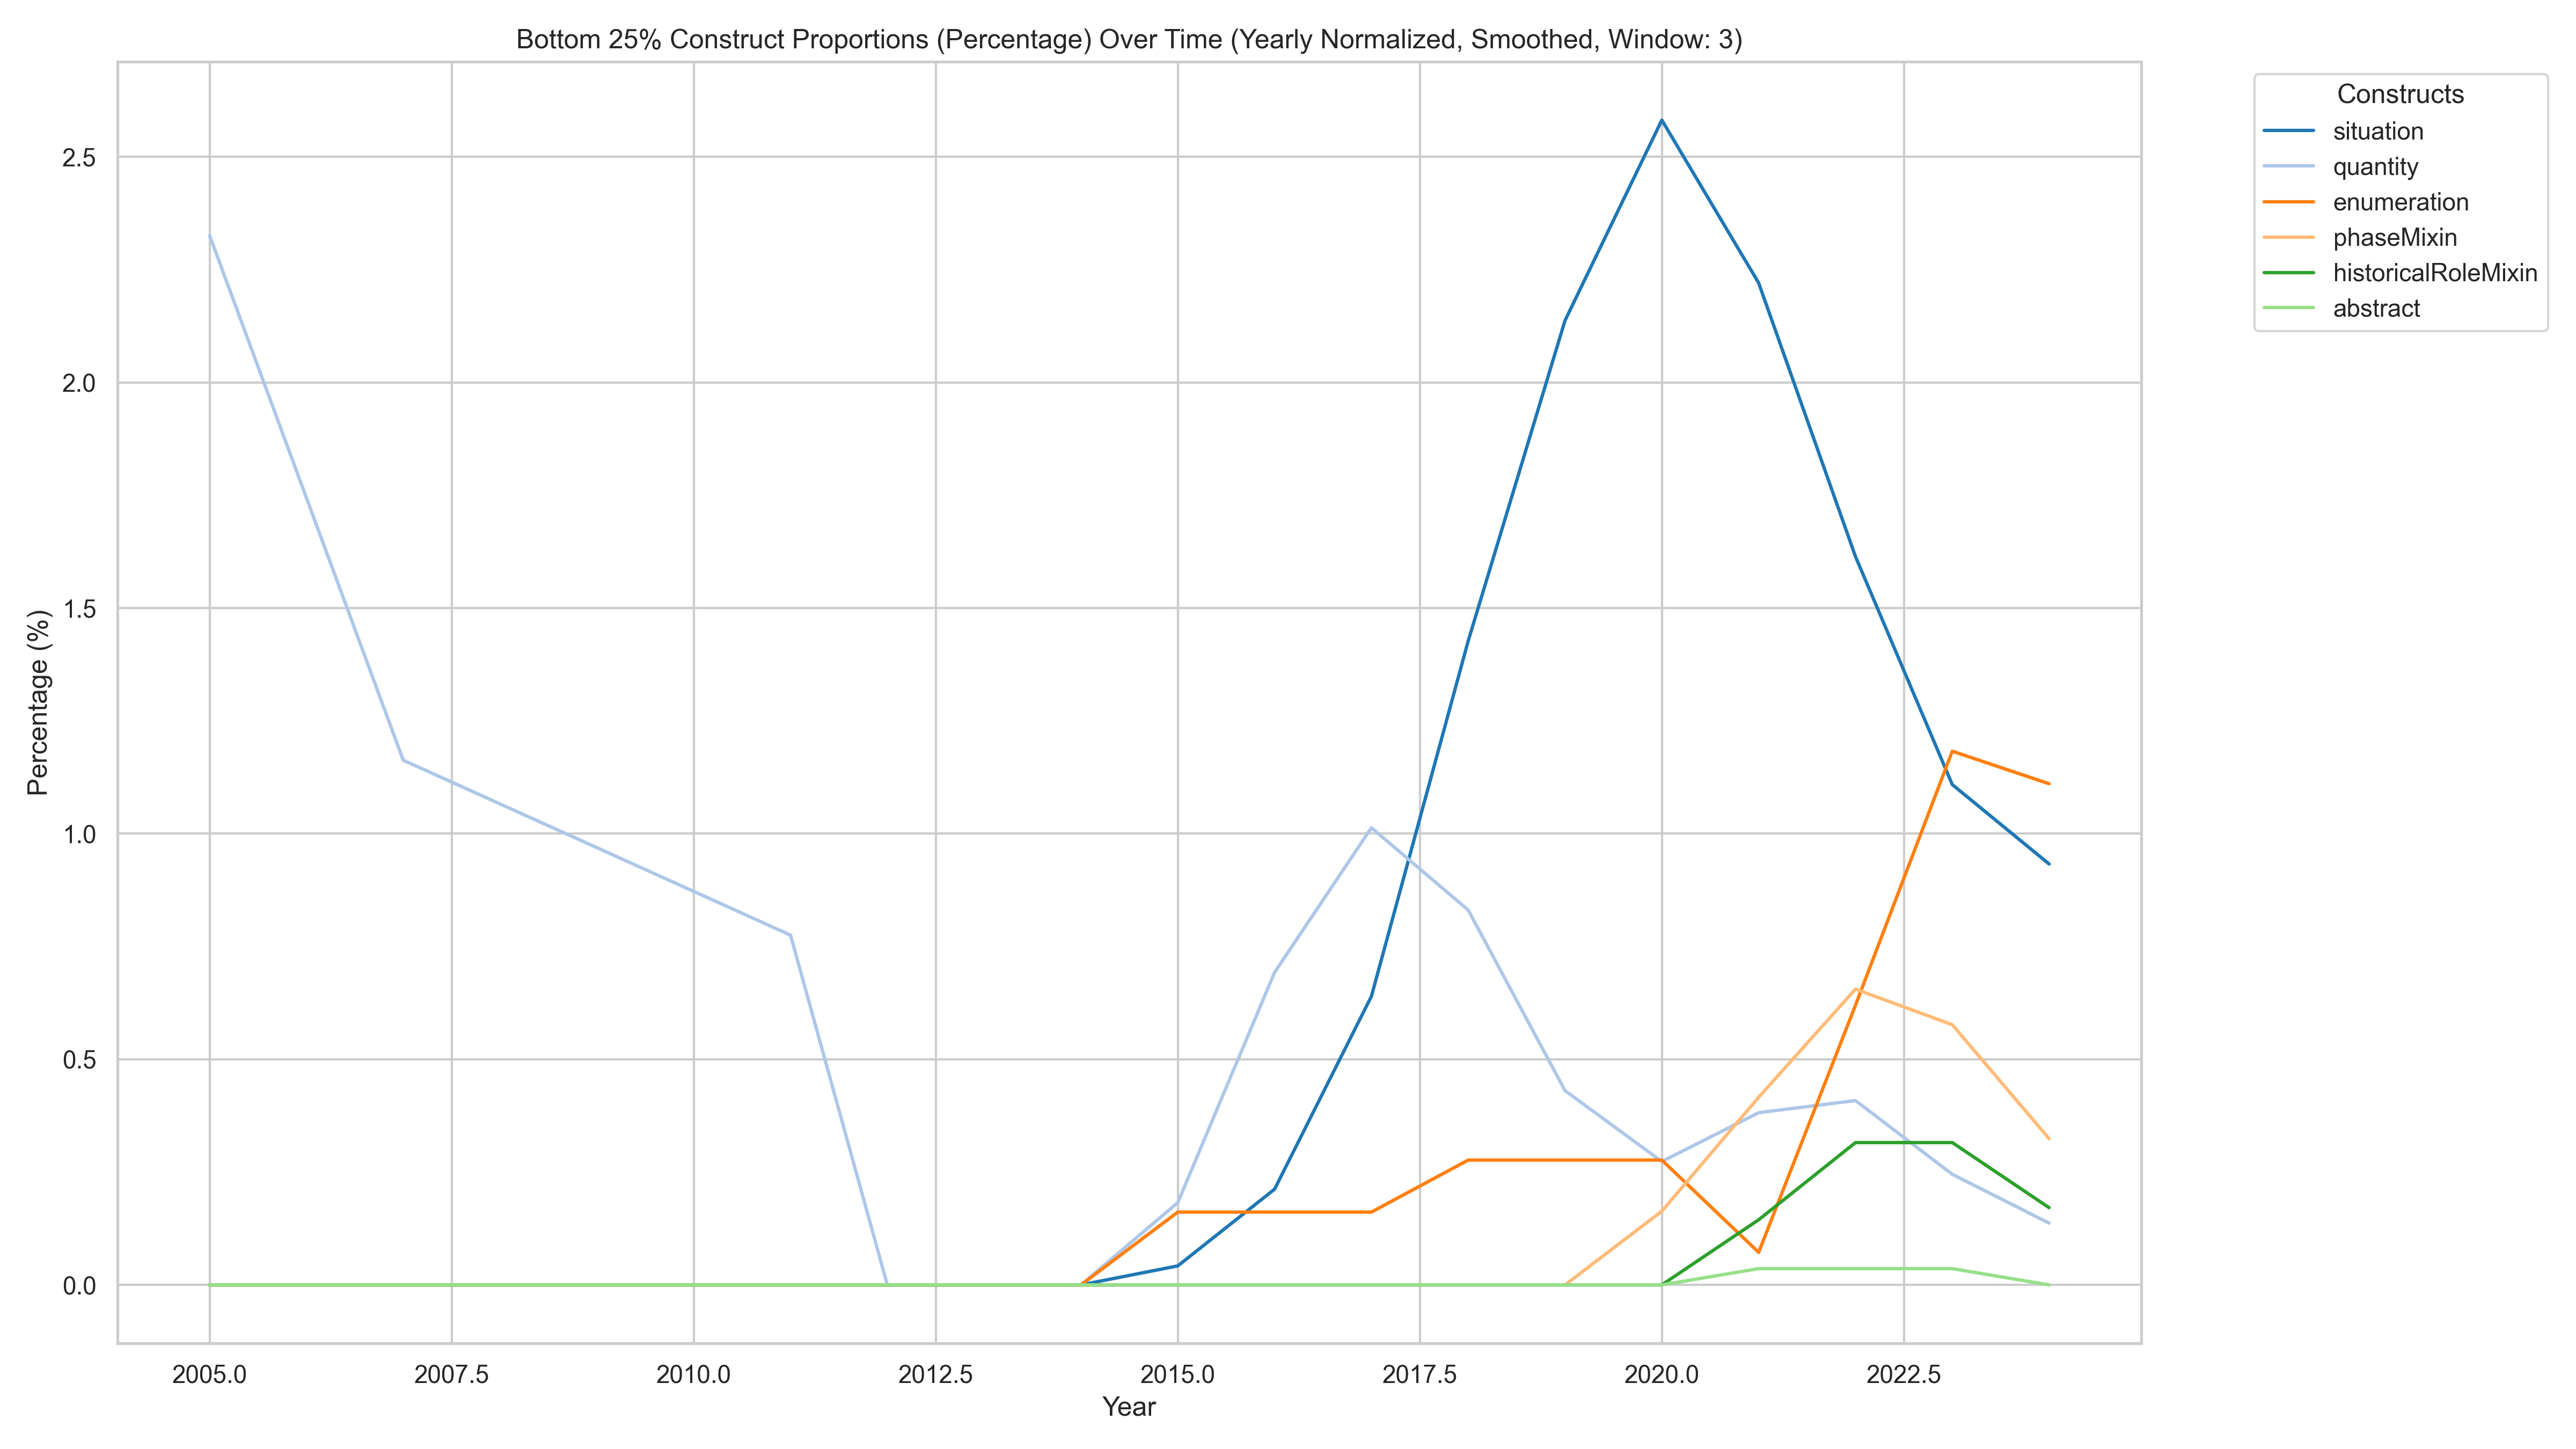 Bottom 25% Construct Proportions (Percentage) Over Time (Yearly Normalized, Smoothed, Window: 3)
Constructs
situation
quantity
enumeration
phaseMixin
historicalRoleMixin
abstract
Percentage (%)
2.5
2.0
1.5
1.0
0.5
0.0
2005.0 2007.5 2010.0 2012.5 2015.0 2017.5 2020.0 2022.5
Year